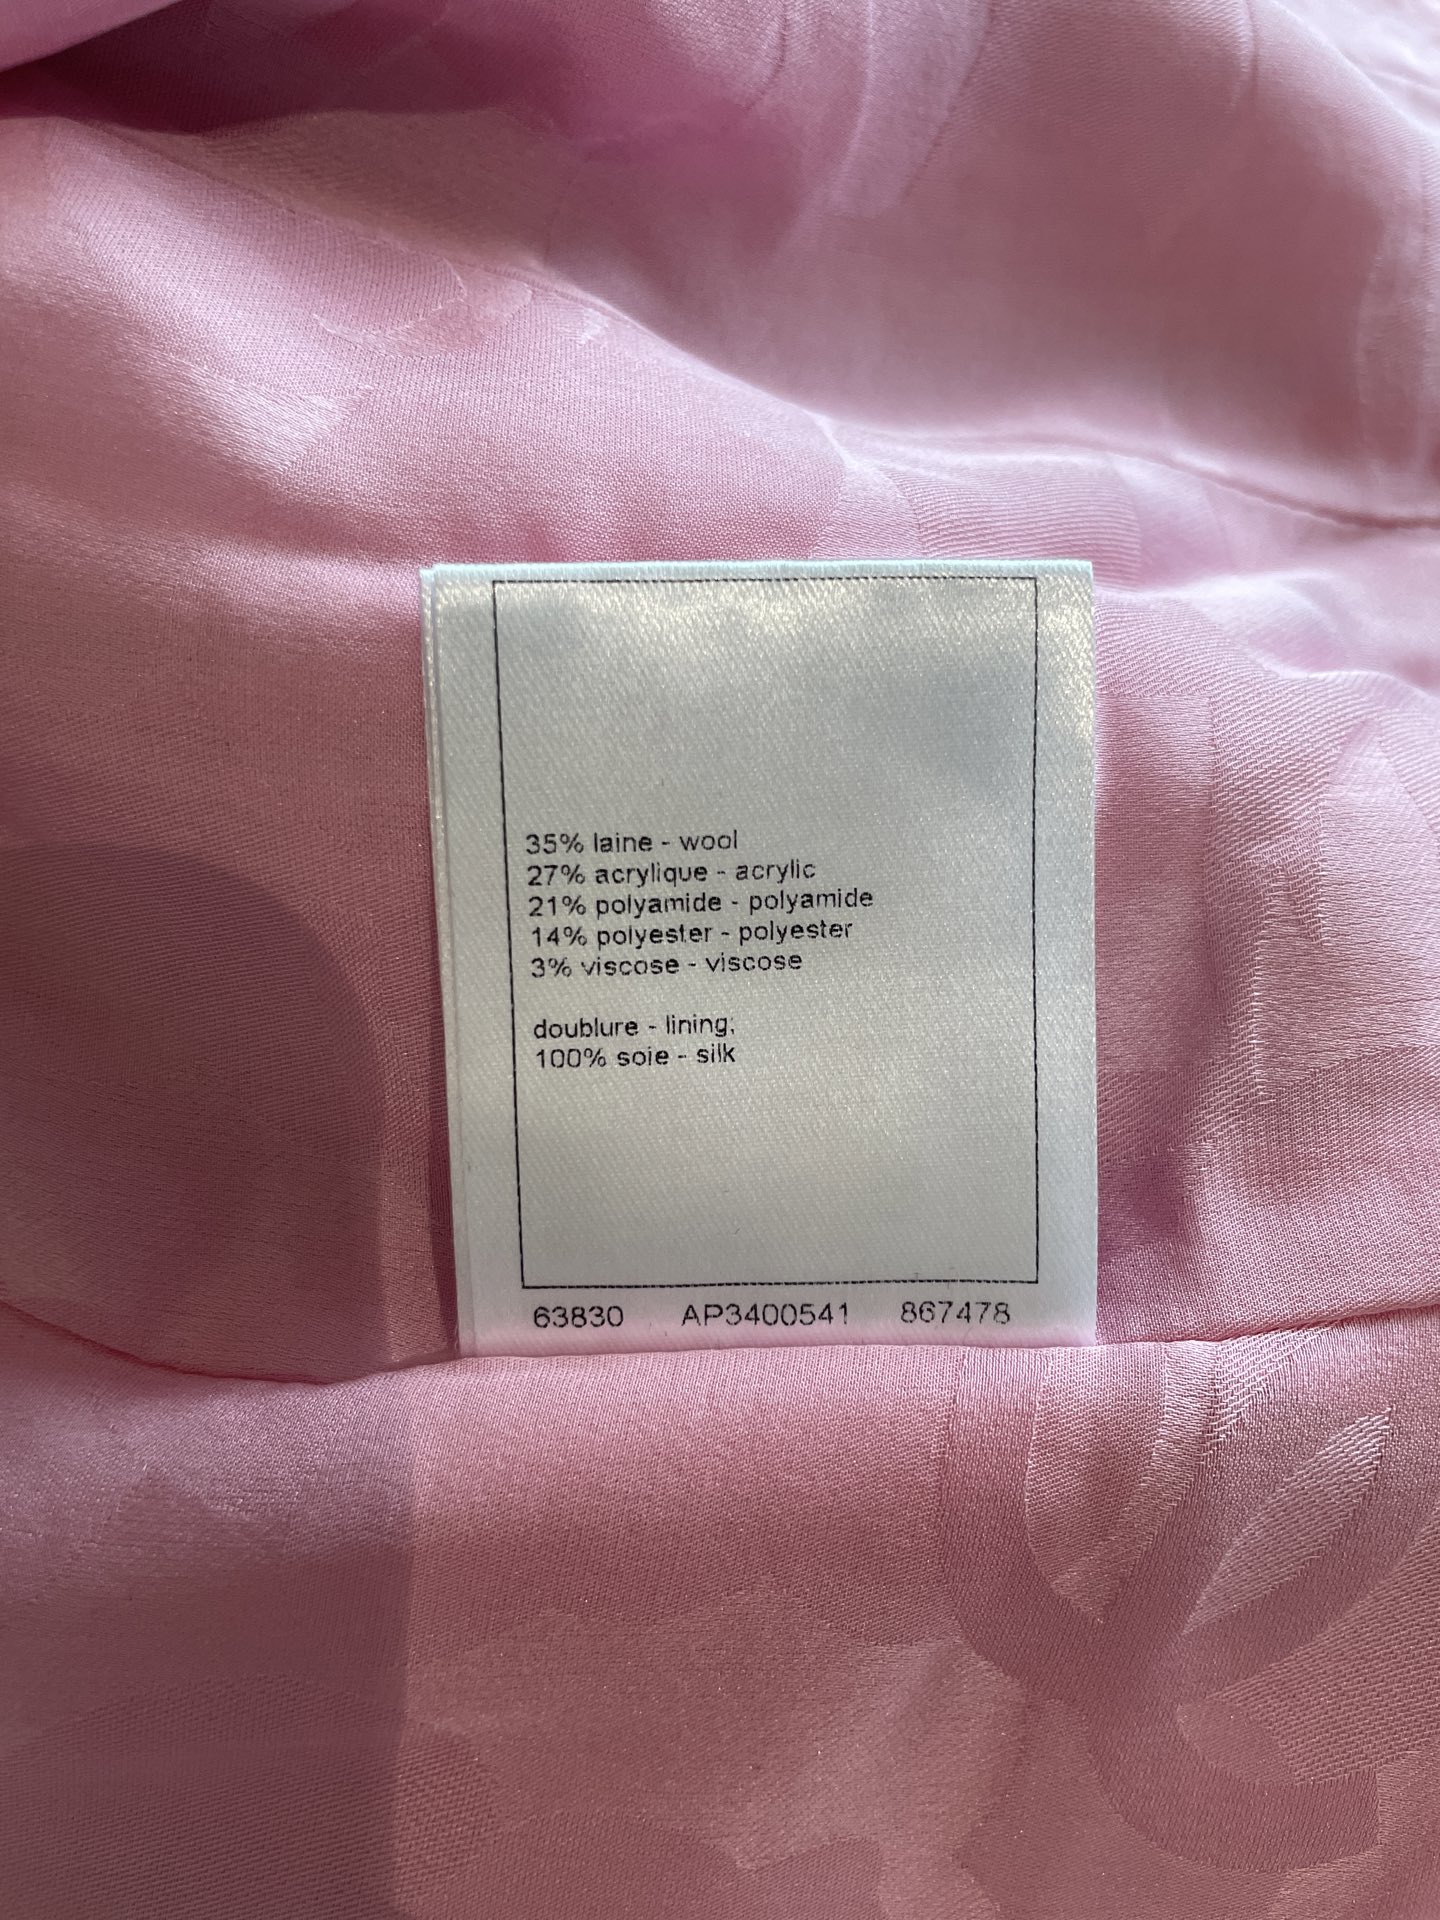 35% laine - wool
27% acrylique - acrylic
21% polyamide - polyamide
14% polyester - polyester
3% viscose - viscose
doublure - lining:
100% soie - silk
63830 AP3400541 867478